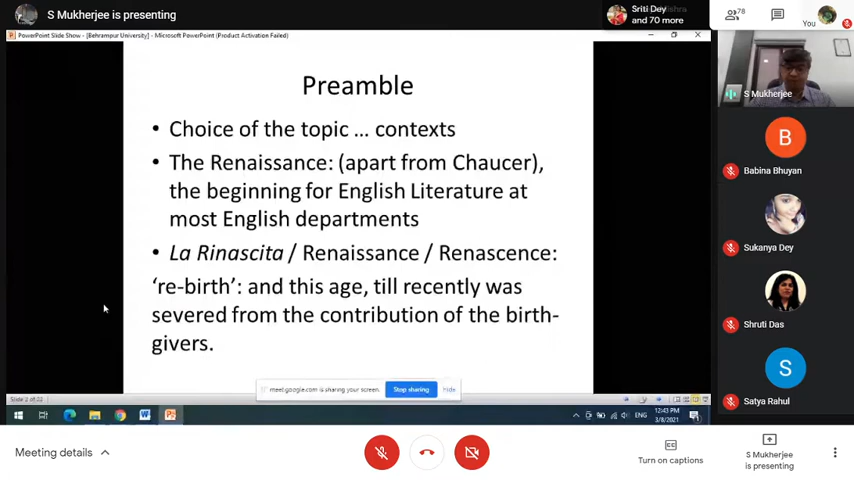 S Mukherjee is presenting
Sriti Dey
and 70 more
78
You
PowerPoint Slide Show - [Behrampur University] - Microsoft PowerPoint (Product Activation Failed)
Preamble
• Choice of the topic ... contexts
• The Renaissance: (apart from Chaucer),
the beginning for English Literature at
most English departments
• La Rinascita / Renaissance / Renascence:
‘re-birth’: and this age, till recently was
severed from the contribution of the birth-
givers.
meet.google.com is sharing your screen.
Stop sharing
Hide
Slide 2 of 22
ENG
12:43 PM
3/8/2021
S Mukherjee
B
Babina Bhuyan
Sukanya Dey
Shruti Das
S
Satya Rahul
Meeting details
CC
Turn on captions
S Mukherjee
is presenting